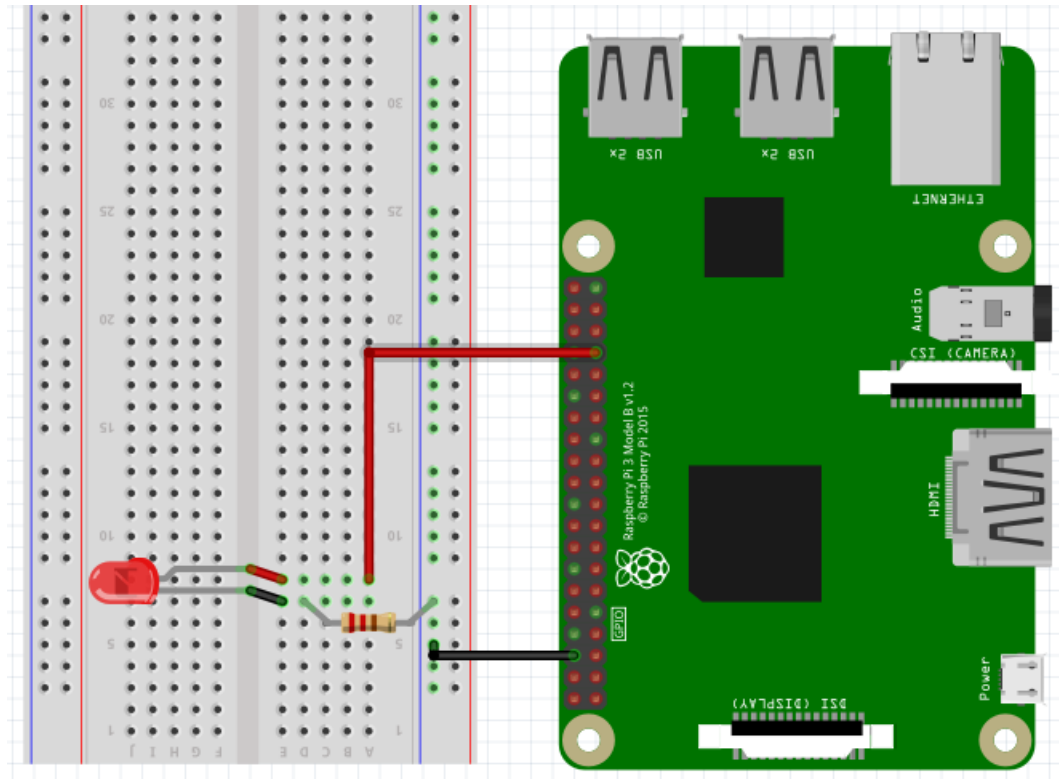 30 30
USB 2x
USB 2x
ETHERNET
25 25
20 20
Audio
CSI (CAMERA)
Raspberry Pi 3 Model B v1.2
© Raspberry Pi 2015
15 15
HDMI
10 10
GPIO
5 5
Power
DSI (DISPLAY)
1 1
J I H G F E D C B A